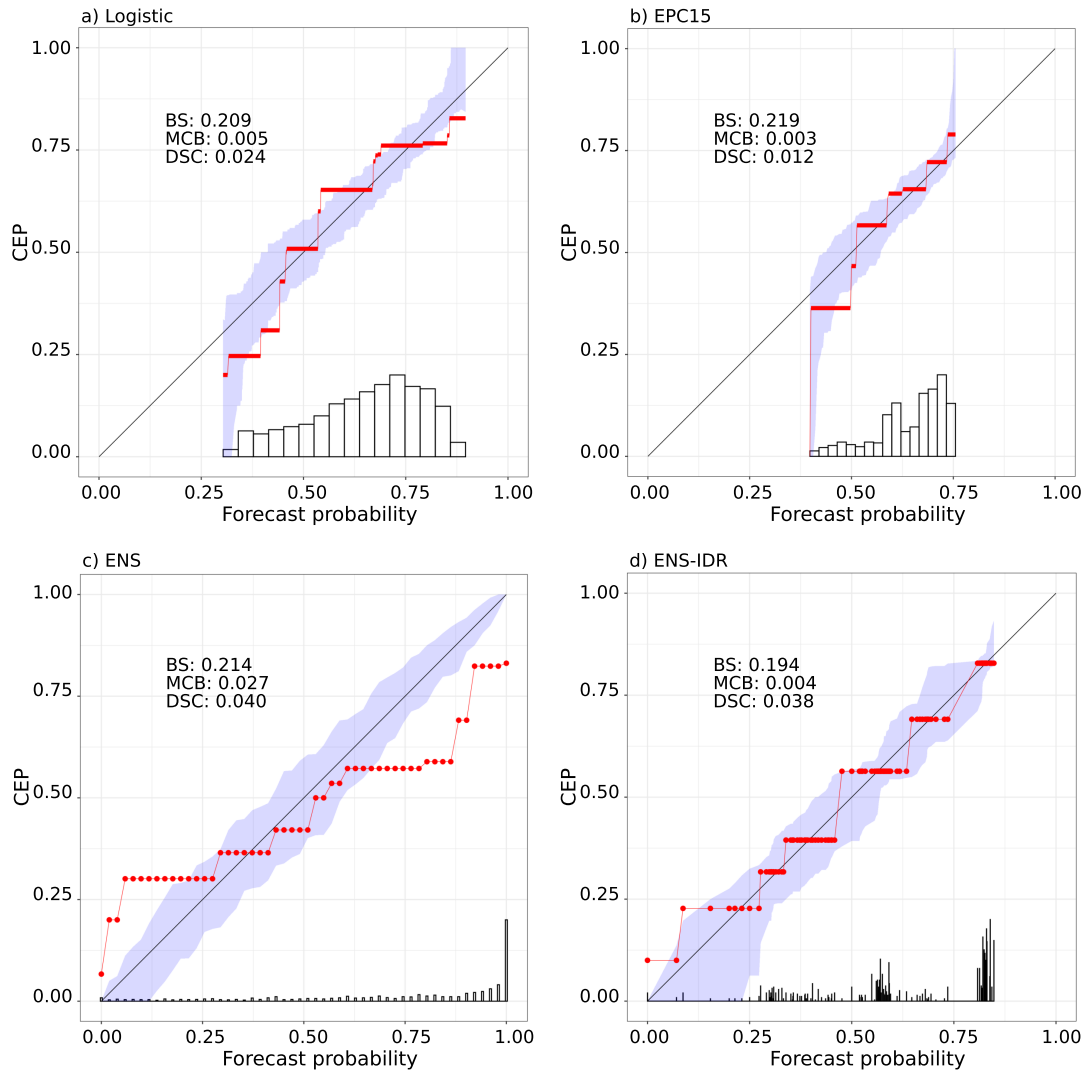 a) Logistic
1.00
0.75
0.50
0.25
0.00
CEP
BS: 0.209
MCB: 0.005
DSC: 0.024
0.00 0.25 0.50 0.75 1.00
Forecast probability
b) EPC15
1.00
0.75
0.50
0.25
0.00
CEP
BS: 0.219
MCB: 0.003
DSC: 0.012
0.00 0.25 0.50 0.75 1.00
Forecast probability
c) ENS
1.00
0.75
0.50
0.25
0.00
CEP
BS: 0.214
MCB: 0.027
DSC: 0.040
0.00 0.25 0.50 0.75 1.00
Forecast probability
d) ENS-IDR
1.00
0.75
0.50
0.25
0.00
CEP
BS: 0.194
MCB: 0.004
DSC: 0.038
0.00 0.25 0.50 0.75 1.00
Forecast probability